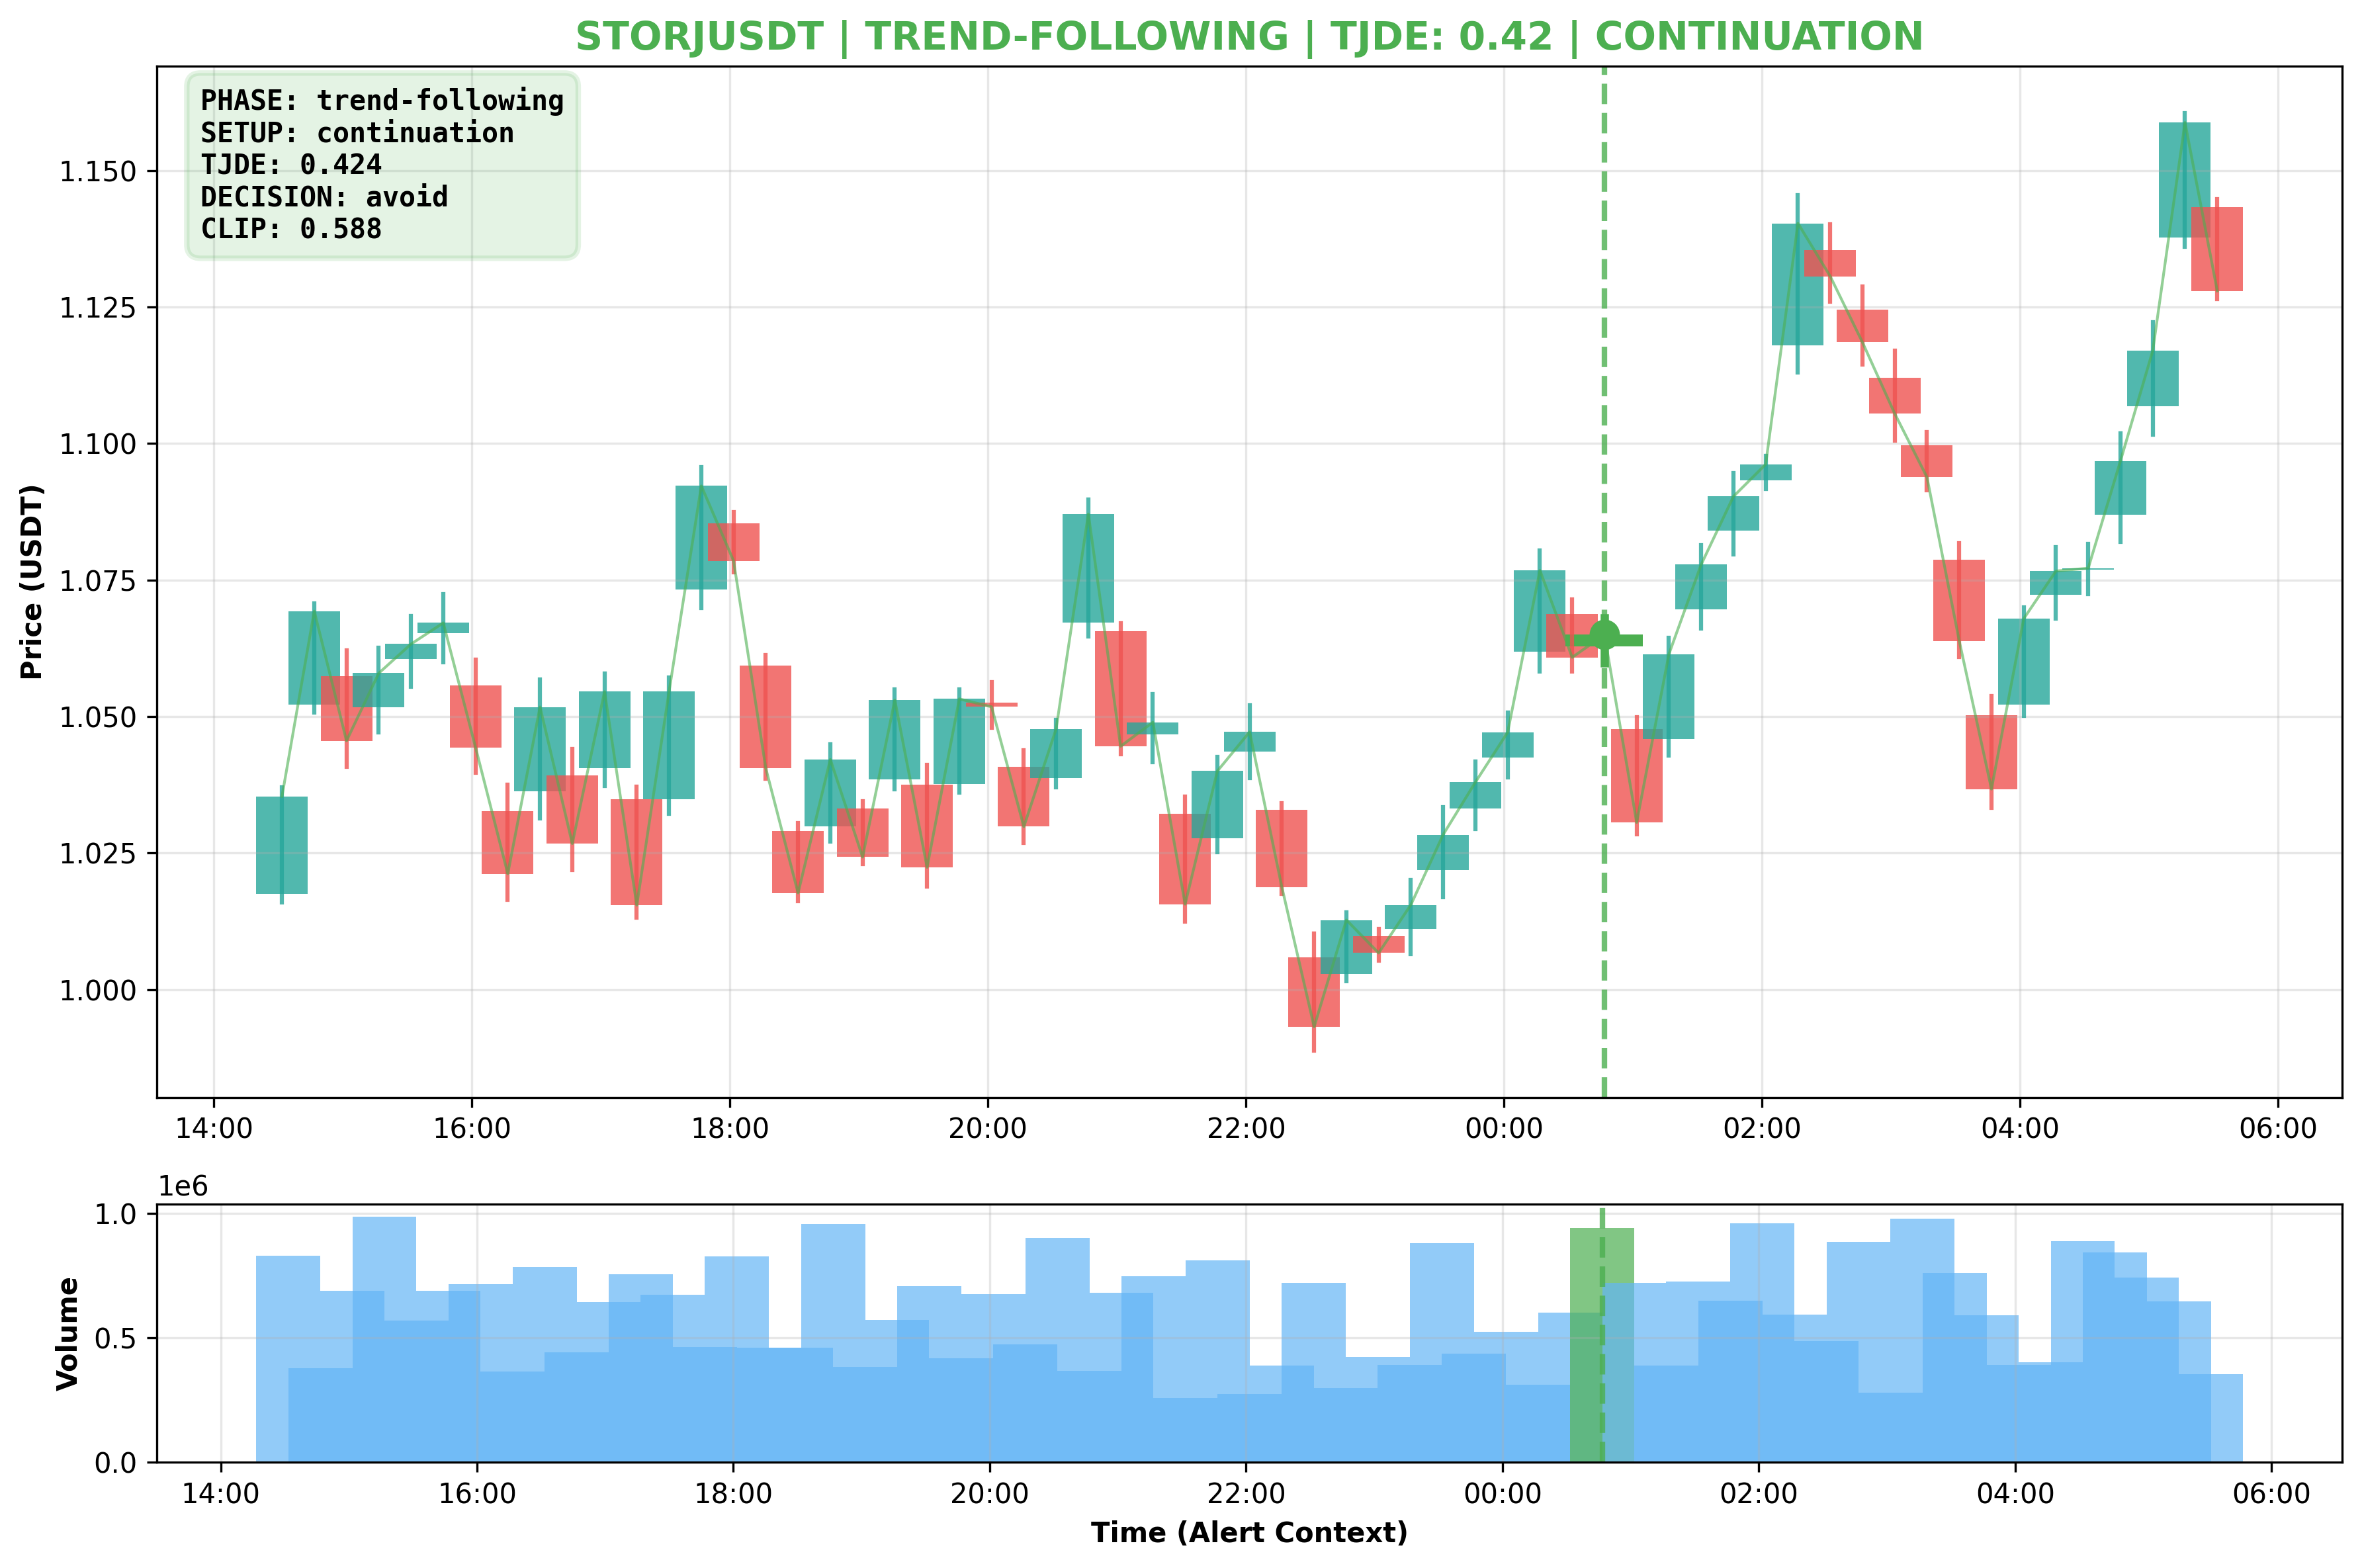 STORJUSDT | TREND-FOLLOWING | TJDE: 0.42 | CONTINUATION
PHASE: trend-following
SETUP: continuation
TJDE: 0.424
DECISION: avoid
CLIP: 0.588
Price (USDT)
1.150
1.125
1.100
1.075
1.050
1.025
1.000
14:00 16:00 18:00 20:00 22:00 00:00 02:00 04:00 06:00
1e6
Volume
1.0
0.5
0.0
14:00 16:00 18:00 20:00 22:00 00:00 02:00 04:00 06:00
Time (Alert Context)